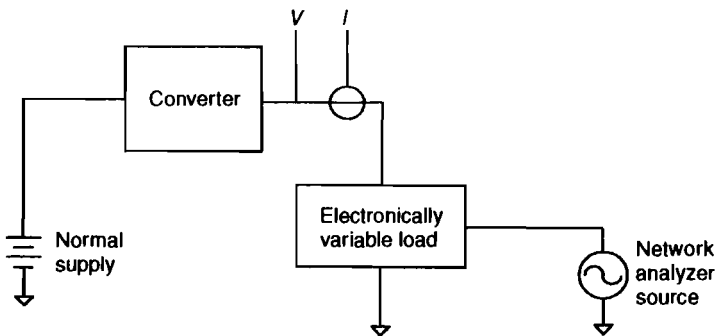 V
I
Converter
Normal
supply
Electronically
variable load
Network
analyzer
source